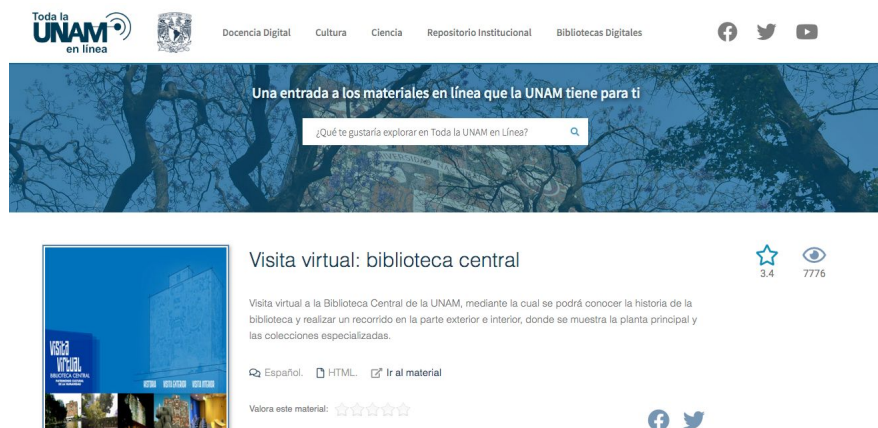 Toda la
UNAM
en línea
Docencia Digital
Cultura
Ciencia
Repositorio Institucional
Bibliotecas Digitales
Una entrada a los materiales en línea que la UNAM tiene para ti
¿Qué te gustaría explorar en Toda la UNAM en Línea?
Visita virtual: biblioteca central
3.4
7776
Visita virtual a la Biblioteca Central de la UNAM, mediante la cual se podrá conocer la historia de la
biblioteca y realizar un recorrido en la parte exterior e interior, donde se muestra la planta principal y
las colecciones especializadas.
Visita
Virtual
BIBLIOTECA CENTRAL
Español.
HTML.
Ir al material
Valora este material: